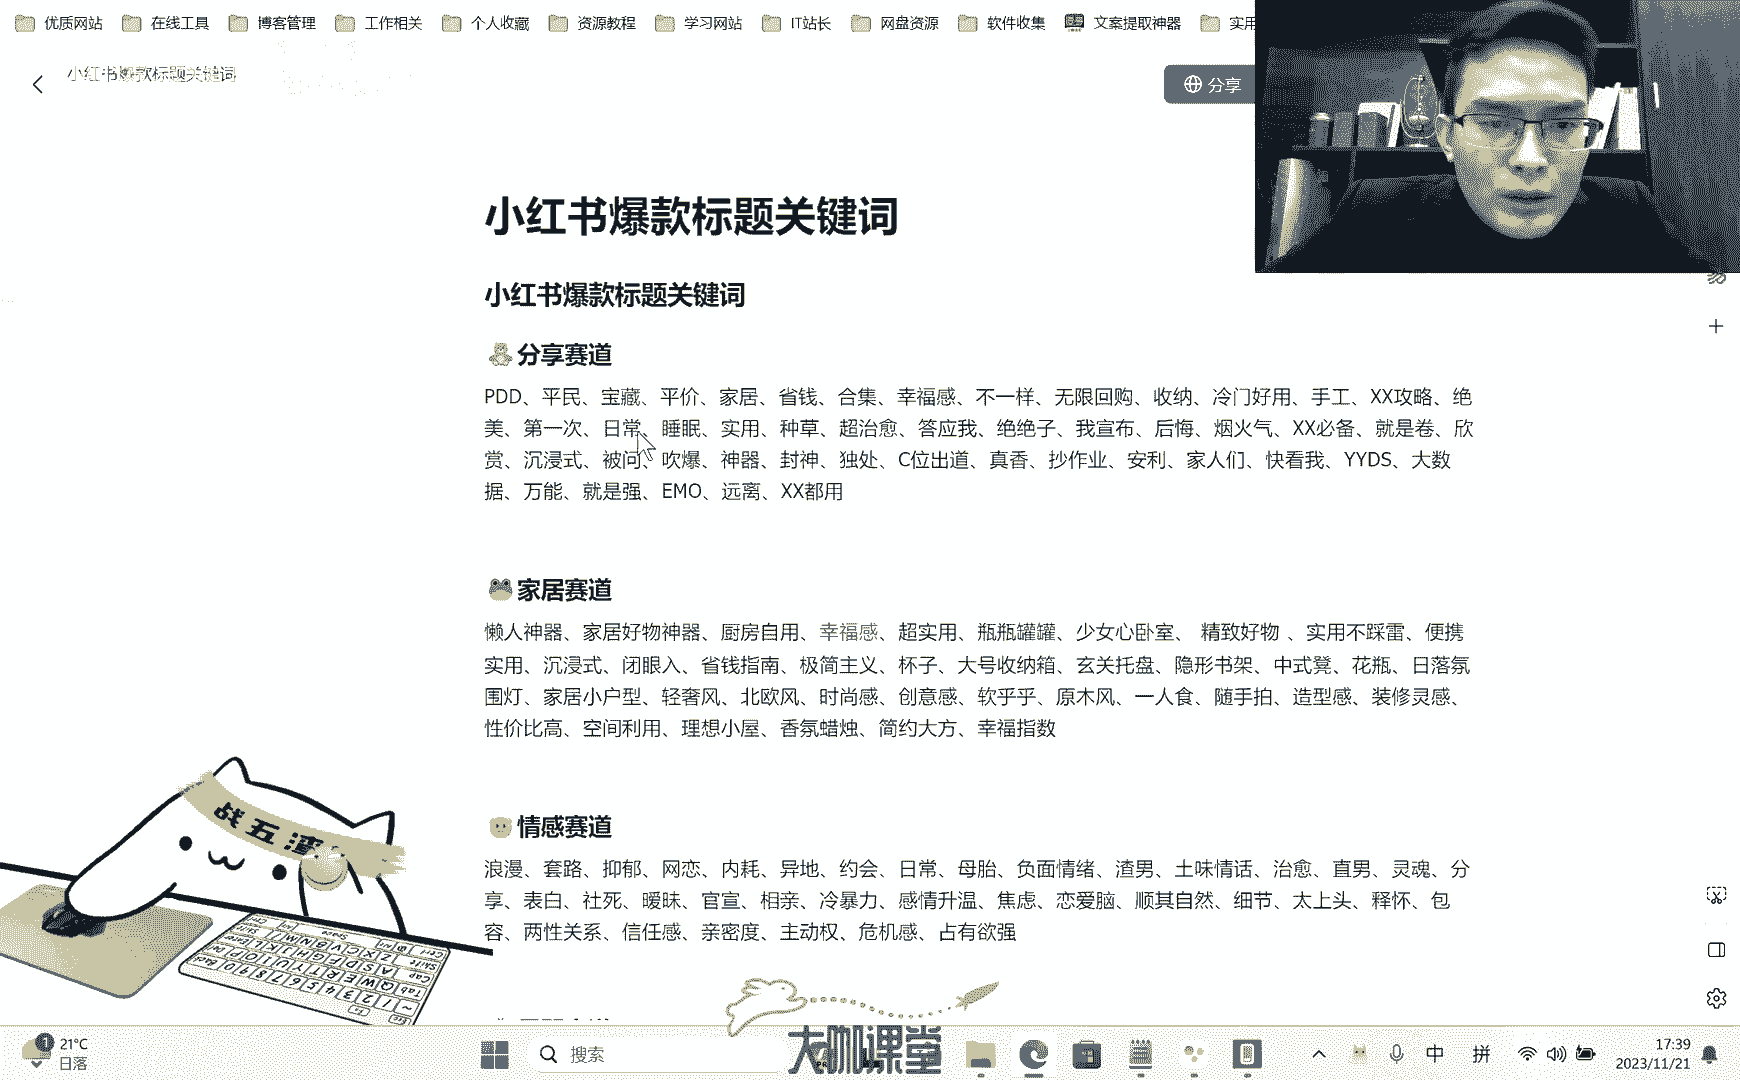 优质网站 在线工具 博客管理 工作相关 个人收藏 资源教程 学习网站 IT站长 网盘资源 软件收集 文案提取神器 实用
小红书爆款标题关键词
分享
小红书爆款标题关键词
小红书爆款标题关键词
分享赛道
PDD、平民、宝藏、平价、家居、省钱、合集、幸福感、不一样、无限回购、收纳、冷门好用、手工、XX攻略、绝
美、第一次、日常、睡眠、实用、种草、超治愈、答应我、绝绝子、我宣布、后悔、烟火气、XX必备、就是卷、欣
赏、沉浸式、被问、吹爆、神器、封神、独处、C位出道、真香、抄作业、安利、家人们、快看我、YYDS、大数
据、万能、就是强、EMO、远离、XX都用
家居赛道
懒人神器、家居好物神器、厨房自用、幸福感、超实用、瓶瓶罐罐、少女心卧室、 精致好物 、实用不踩雷、便携
实用、沉浸式、闭眼入、省钱指南、极简主义、杯子、大号收纳箱、玄关托盘、隐形书架、中式凳、花瓶、日落氛
围灯、家居小户型、轻奢风、北欧风、时尚感、创意感、软乎乎、原木风、一人食、随手拍、造型感、装修灵感、
性价比高、空间利用、理想小屋、香氛蜡烛、简约大方、幸福指数
情感赛道
浪漫、套路、抑郁、网恋、内耗、异地、约会、日常、母胎、负面情绪、渣男、土味情话、治愈、直男、灵魂、分
享、表白、社死、暧昧、官宣、相亲、冷暴力、感情升温、焦虑、恋爱脑、顺其自然、细节、太上头、释怀、包
容、两性关系、信任感、亲密度、主动权、危机感、占有欲强
战五渣
大咖课堂
1
21°C
日落
搜索
中 拼
17:39
2023/11/21